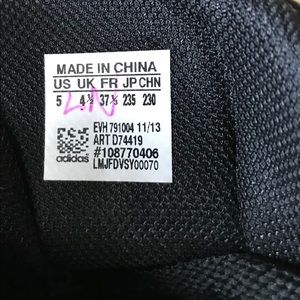 MADE IN CHINA
US UK FR JP CHN
5 4½ 37⅓ 235 230
EVH 791004 11/13
ART D74419
#108770406
LMJFDVSY00070
adidas